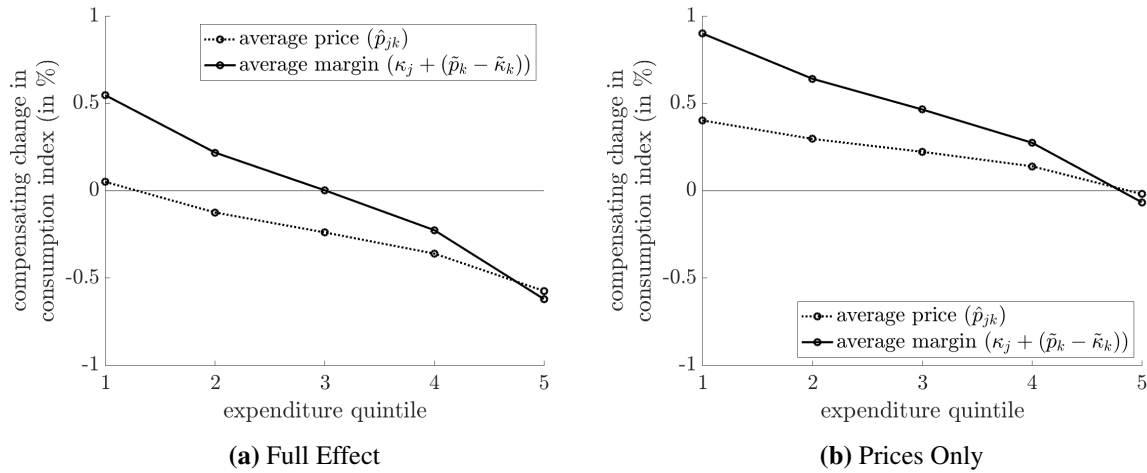 compensating change in
consumption index (in %)
1
0.5
0
-0.5
-1
average price (p̂_{jk})
average margin (κ_j + (p̃_k − κ̃_k))
1 2 3 4 5
expenditure quintile
(a) Full Effect
compensating change in
consumption index (in %)
1
0.5
0
-0.5
-1
average price (p̂_{jk})
average margin (κ_j + (p̃_k − κ̃_k))
1 2 3 4 5
expenditure quintile
(b) Prices Only